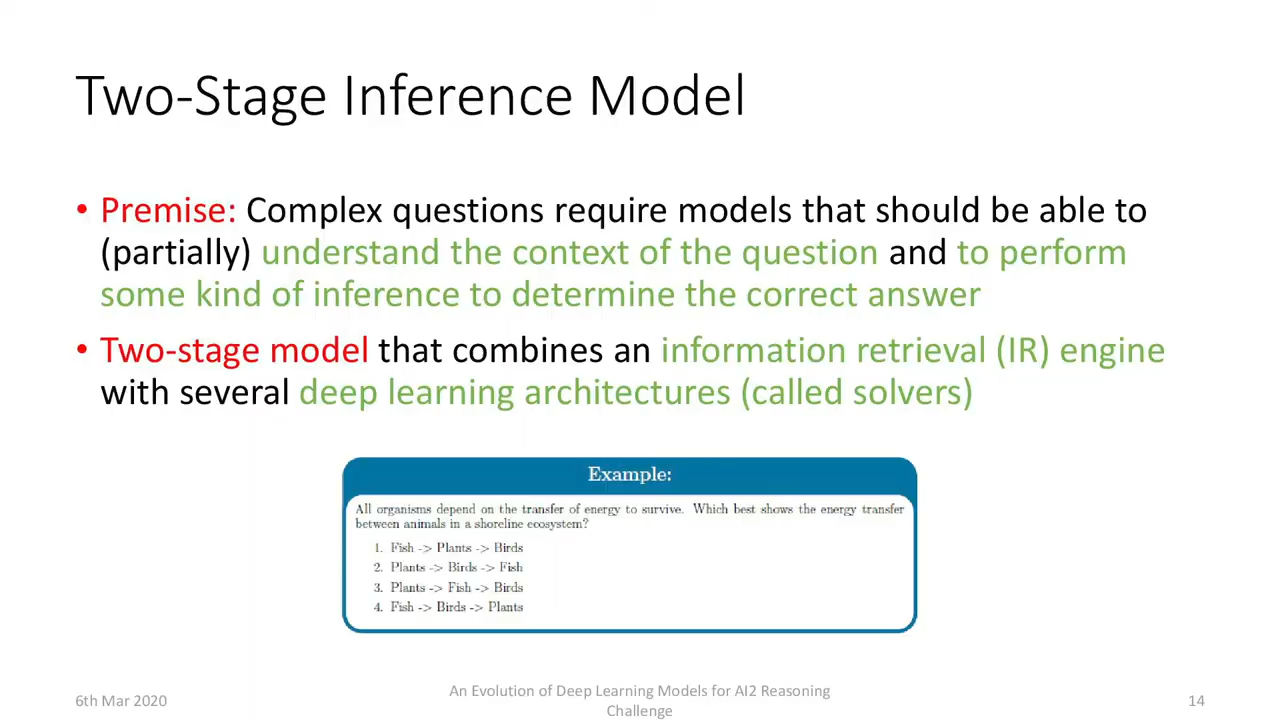 Two-Stage Inference Model
• Premise: Complex questions require models that should be able to
(partially) understand the context of the question and to perform
some kind of inference to determine the correct answer
• Two-stage model that combines an information retrieval (IR) engine
with several deep learning architectures (called solvers)
Example:
All organisms depend on the transfer of energy to survive. Which best shows the energy transfer
between animals in a shoreline ecosystem?
1. Fish -> Plants -> Birds
2. Plants -> Birds -> Fish
3. Plants -> Fish -> Birds
4. Fish -> Birds -> Plants
6th Mar 2020
An Evolution of Deep Learning Models for AI2 Reasoning
Challenge
14